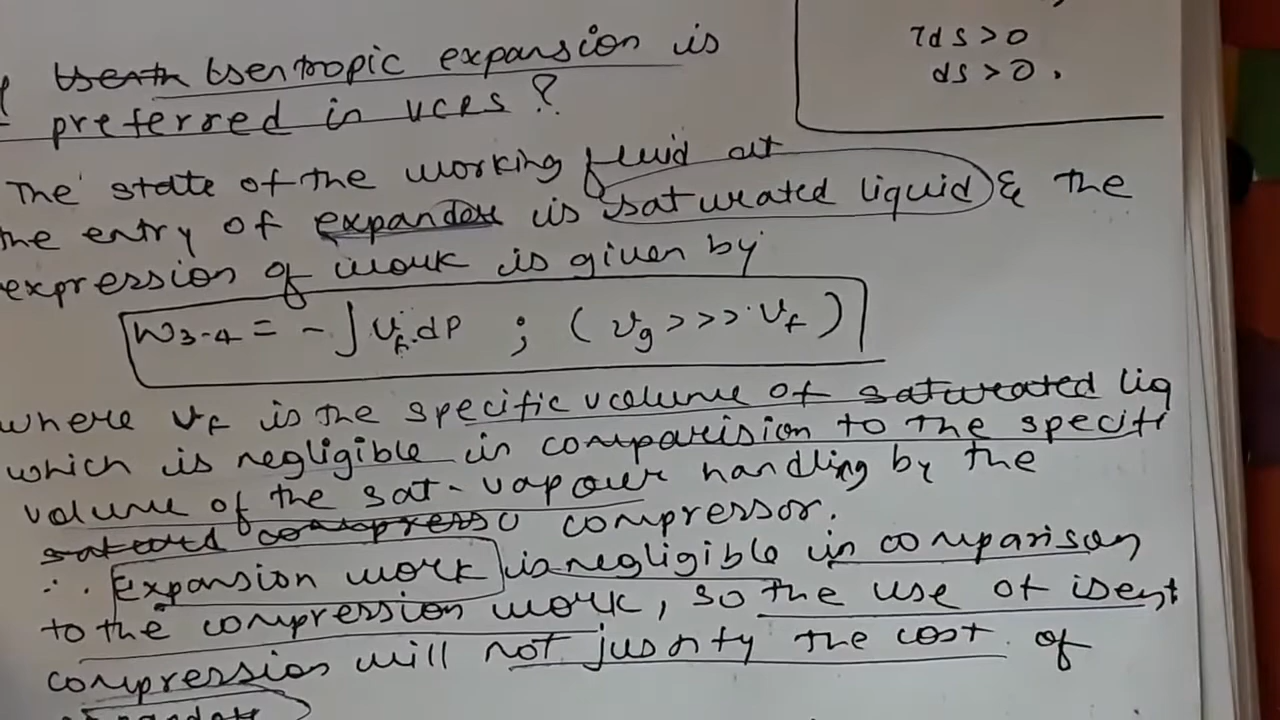 Isentropic expansion is
preferred in VCRS ?
TdS > 0
dS > 0 .
The state of the working fluid at
the entry of expander is saturated liquid & the
expression of work is given by
W3-4 = - ∫ Vf.dP ; ( Vg >>> Vf )
where Vf is the specific volume of saturated liq
which is negligible in comparision to the specifi
volume of the sat-vapour handling by the
compressor.
∴ Expansion work is negligible in comparison
to the compression work, so the use of isent
compression will not justify the cost of